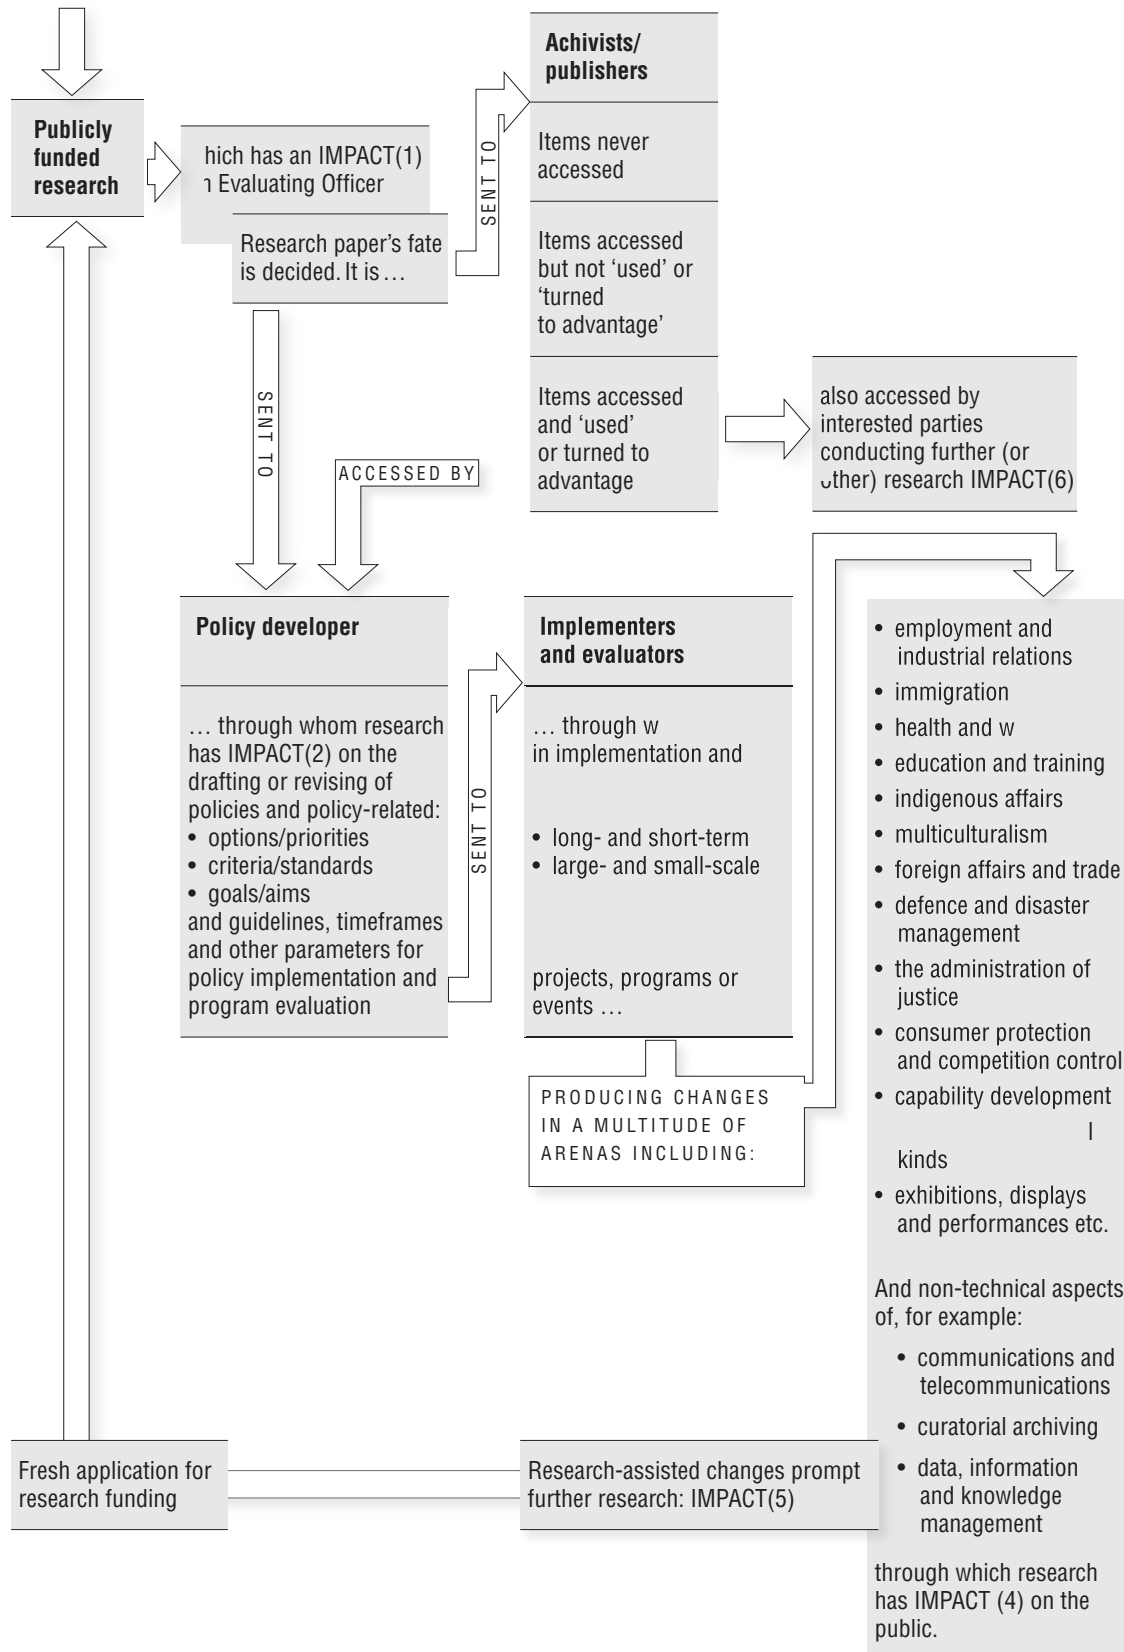 Publicly
funded
research
hich has an IMPACT(1)
Evaluating Officer
Research paper's fate
is decided. It is …
SENT TO
Achivists/
publishers
Items never
accessed
Items accessed
but not 'used' or
'turned
to advantage'
Items accessed
and 'used'
or turned to
advantage
also accessed by
interested parties
conducting further (or
other) research IMPACT(6)
SENT TO
ACCESSED BY
Policy developer
… through whom research
has IMPACT(2) on the
drafting or revising of
policies and policy-related:
• options/priorities
• criteria/standards
• goals/aims
and guidelines, timeframes
and other parameters for
policy implementation and
program evaluation
SENT TO
Implementers
and evaluators
… through w
in implementation and
• long- and short-term
• large- and small-scale
projects, programs or
events …
PRODUCING CHANGES
IN A MULTITUDE OF
ARENAS INCLUDING:
• employment and
industrial relations
• immigration
• health and w
• education and training
• indigenous affairs
• multiculturalism
• foreign affairs and trade
• defence and disaster
management
• the administration of
justice
• consumer protection
and competition control
• capability development
kinds
• exhibitions, displays
and performances etc.
And non-technical aspects
of, for example:
• communications and
telecommunications
• curatorial archiving
• data, information
and knowledge
management
through which research
has IMPACT (4) on the
public.
Research-assisted changes prompt
further research: IMPACT(5)
Fresh application for
research funding